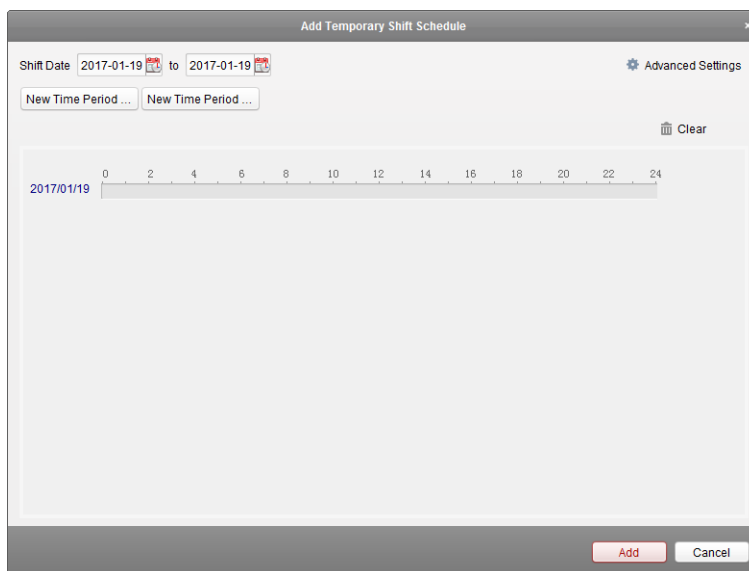 Add Temporary Shift Schedule
Shift Date 2017-01-19 to 2017-01-19 Advanced Settings
New Time Period ... New Time Period ...
Clear
0 2 4 6 8 10 12 14 16 18 20 22 24
2017/01/19
Add Cancel